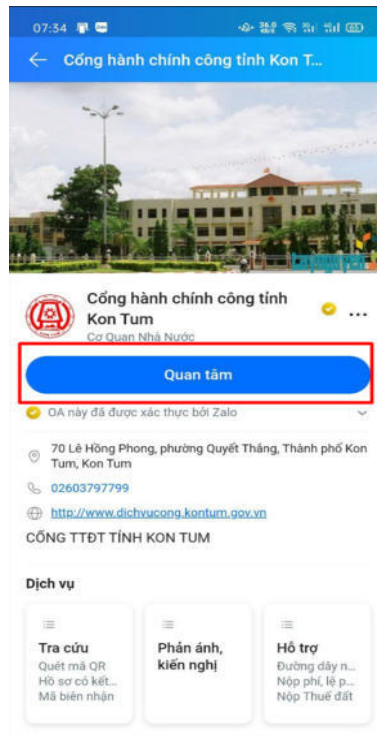 07:34
Cổng hành chính công tỉnh Kon T...
Cổng hành chính công tỉnh
Kon Tum
Cơ Quan Nhà Nước
Quan tâm
OA này đã được xác thực bởi Zalo
70 Lê Hồng Phong, phường Quyết Thắng, Thành phố Kon
Tum, Kon Tum
02603797799
http://www.dichvucong.kontum.gov.vn
CỔNG TTĐT TỈNH KON TUM
Dịch vụ
Tra cứu
Quét mã QR
Hồ sơ có kết...
Mã biên nhận
Phản ánh,
kiến nghị
Hỗ trợ
Đường dây n...
Nộp phí, lệ p...
Nộp Thuế đất